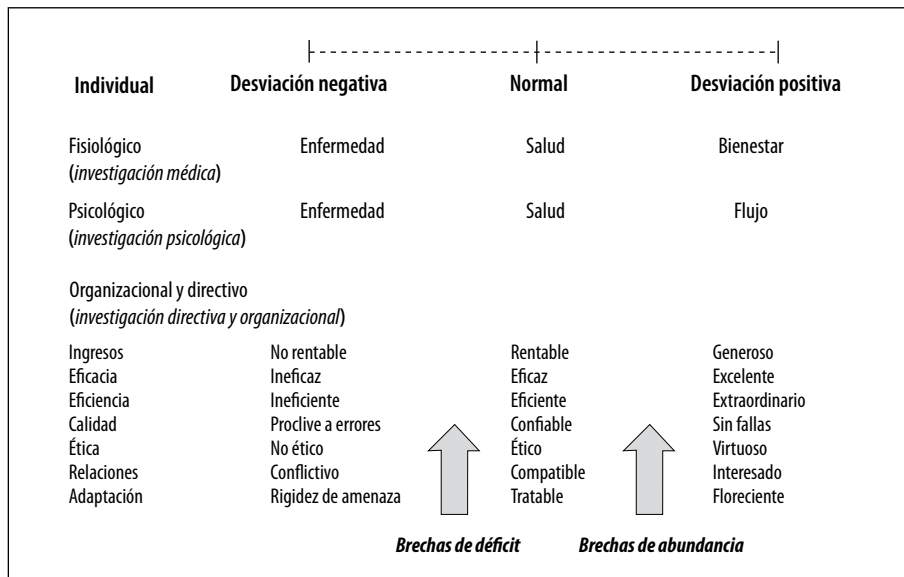 Individual Desviación negativa Normal Desviación positiva
Fisiológico Enfermedad Salud Bienestar
(investigación médica)
Psicológico Enfermedad Salud Flujo
(investigación psicológica)
Organizacional y directivo
(investigación directiva y organizacional)
Ingresos No rentable Rentable Generoso
Eficacia Ineficaz Eficaz Excelente
Eficiencia Ineficiente Eficiente Extraordinario
Calidad Proclive a errores Confiable Sin fallas
Ética No ético Ético Virtuoso
Relaciones Conflictivo Compatible Interesado
Adaptación Rigidez de amenaza Tratable Floreciente
Brechas de déficit Brechas de abundancia